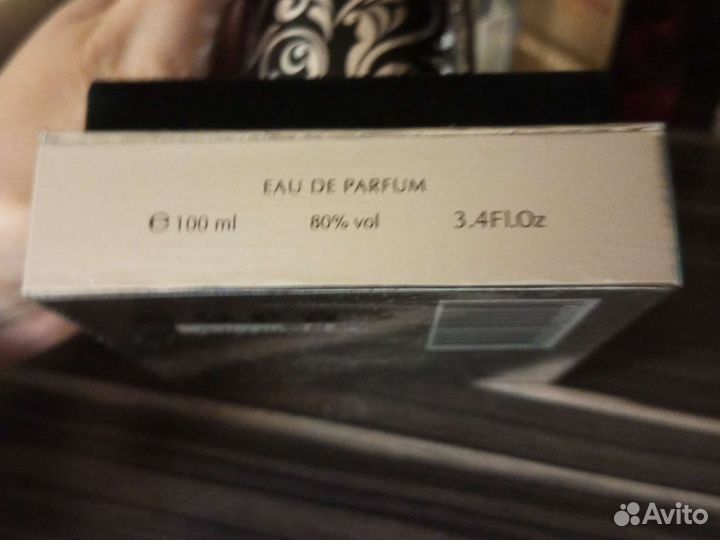 EAU DE PARFUM
℮ 100 ml 80% vol 3.4Fl.Oz
Avito